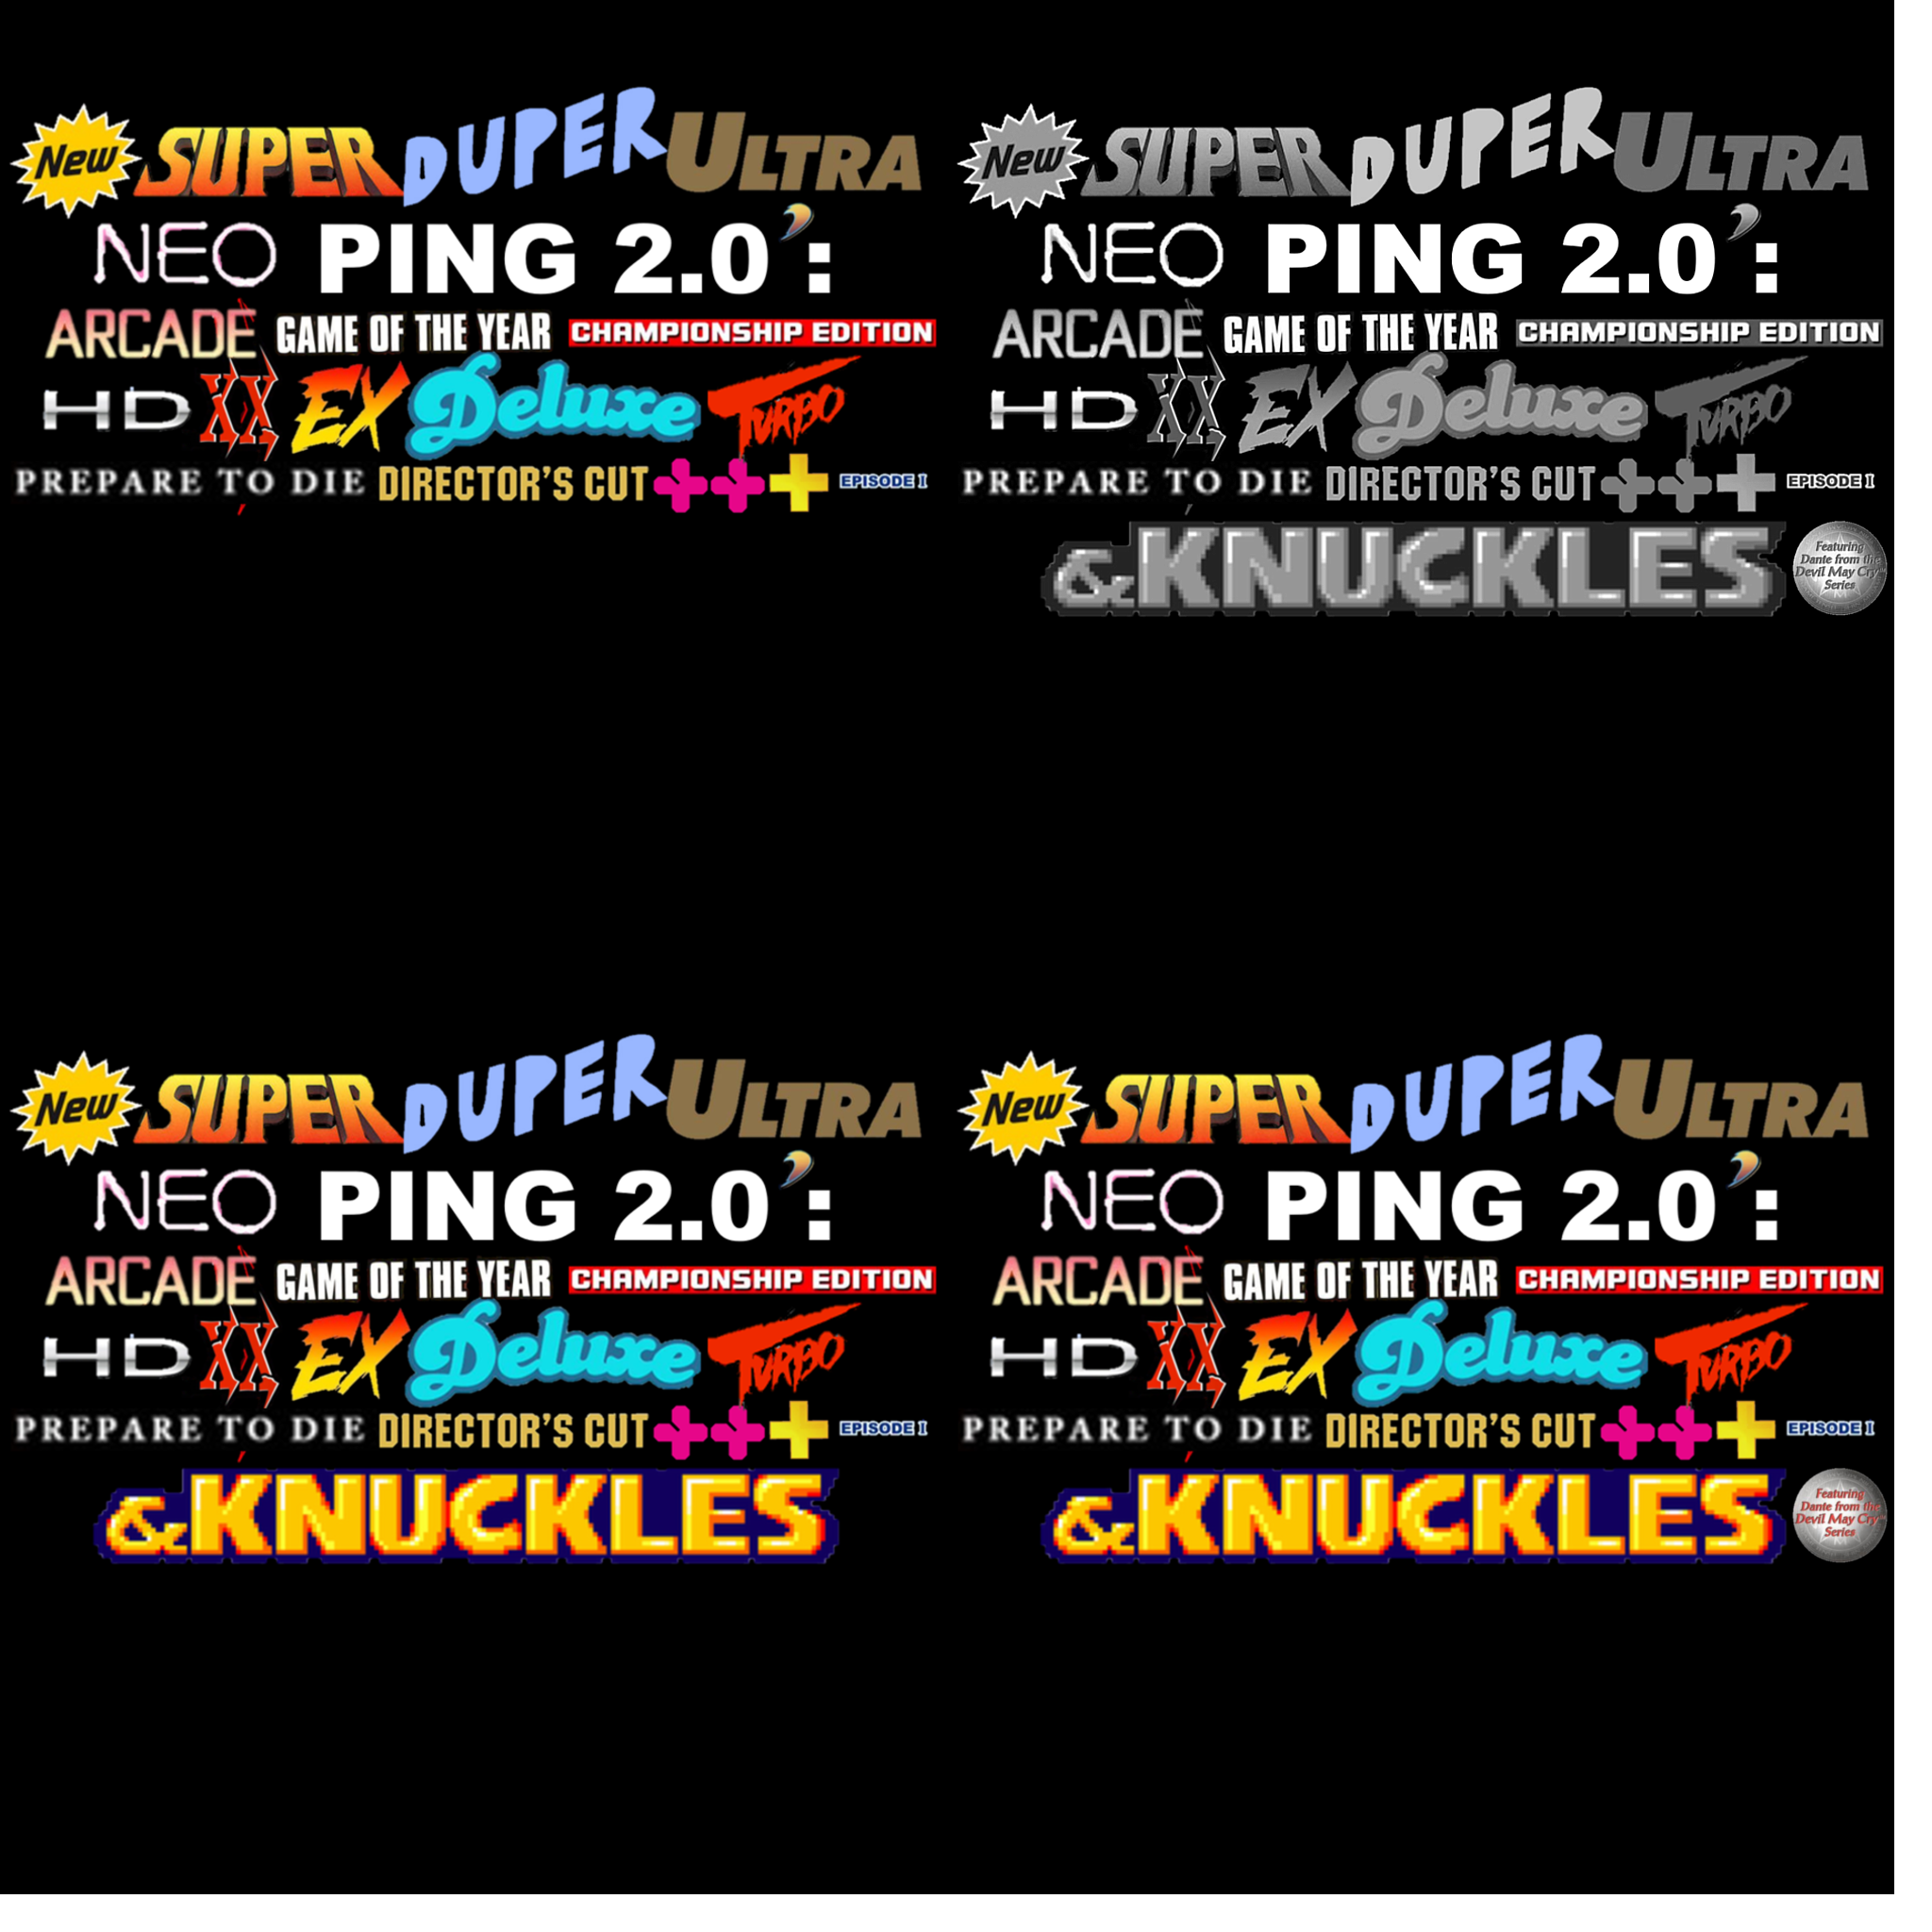 New SUPER DUPER ULTRA
NEO PING 2.0':
ARCADE GAME OF THE YEAR CHAMPIONSHIP EDITION
HD XX, EX Deluxe TURBO
PREPARE TO DIE DIRECTOR'S CUT +++ EPISODE I
New SUPER DUPER ULTRA
NEO PING 2.0':
ARCADE GAME OF THE YEAR CHAMPIONSHIP EDITION
HD XX, EX Deluxe TURBO
PREPARE TO DIE DIRECTOR'S CUT +++ EPISODE I
&KNUCKLES
Featuring
Dante from the
Devil May Cry™
Series
New SUPER DUPER ULTRA
NEO PING 2.0':
ARCADE GAME OF THE YEAR CHAMPIONSHIP EDITION
HD XX, EX Deluxe TURBO
PREPARE TO DIE DIRECTOR'S CUT +++ EPISODE I
&KNUCKLES
New SUPER DUPER ULTRA
NEO PING 2.0':
ARCADE GAME OF THE YEAR CHAMPIONSHIP EDITION
HD XX, EX Deluxe TURBO
PREPARE TO DIE DIRECTOR'S CUT +++ EPISODE I
&KNUCKLES
Featuring
Dante from the
Devil May Cry™
Series